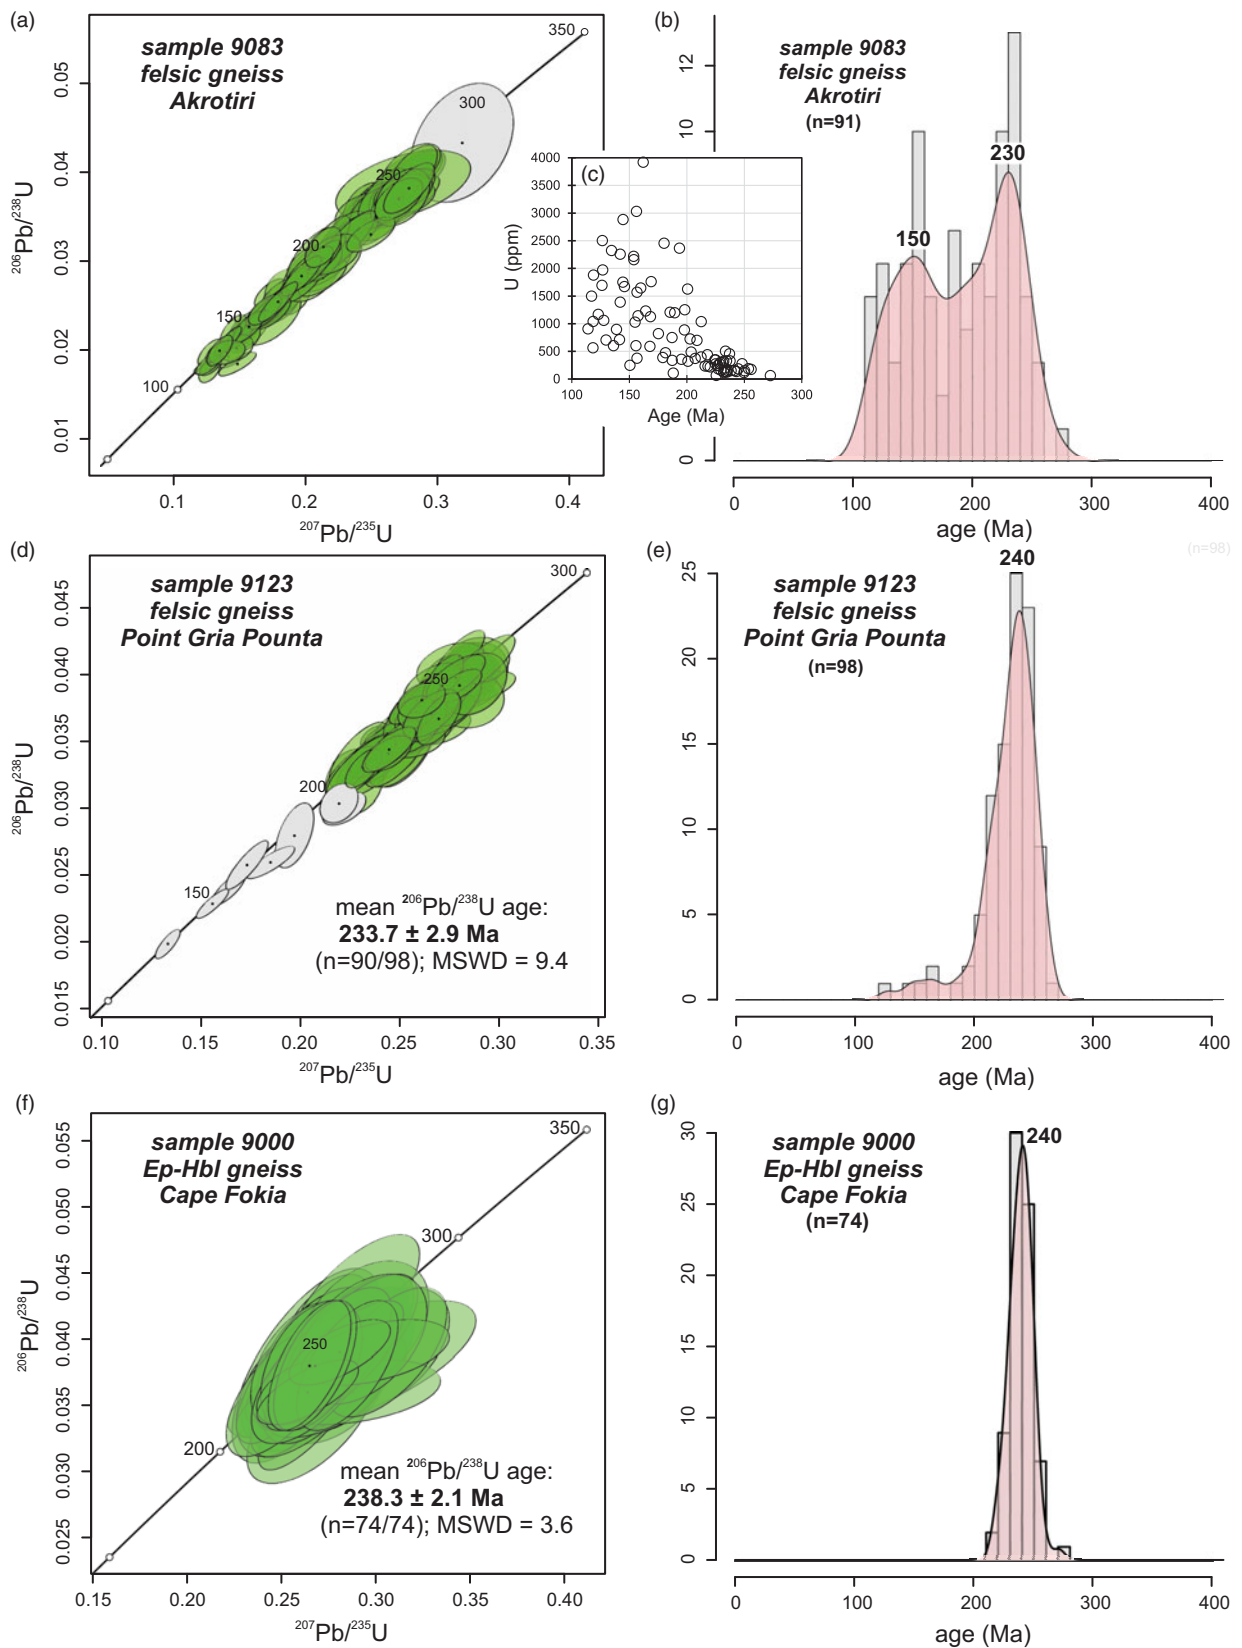 (a)
sample 9083
felsic gneiss
Akrotiri
350
300
250
200
150
100
0.05
0.04
0.03
0.02
0.01
²⁰⁶Pb/²³⁸U
0.1 0.2 0.3 0.4
²⁰⁷Pb/²³⁵U
(b)
sample 9083
felsic gneiss
Akrotiri
(n=91)
12
10
0
230
150
0 100 200 300 400
age (Ma)
(c)
4000
3500
3000
2500
2000
1500
1000
500
0
U (ppm)
100 150 200 250 300
Age (Ma)
(d)
sample 9123
felsic gneiss
Point Gria Pounta
300
250
200
150
0.045
0.040
0.035
0.030
0.025
0.020
0.015
²⁰⁶Pb/²³⁸U
mean ²⁰⁶Pb/²³⁸U age:
233.7 ± 2.9 Ma
(n=90/98); MSWD = 9.4
0.10 0.15 0.20 0.25 0.30 0.35
²⁰⁷Pb/²³⁵U
(e)
(n=98)
240
sample 9123
felsic gneiss
Point Gria Pounta
(n=98)
25
20
15
10
5
0
0 100 200 300 400
age (Ma)
(f)
sample 9000
Ep-Hbl gneiss
Cape Fokia
350
300
250
200
0.055
0.050
0.045
0.040
0.035
0.030
0.025
²⁰⁶Pb/²³⁸U
mean ²⁰⁶Pb/²³⁸U age:
238.3 ± 2.1 Ma
(n=74/74); MSWD = 3.6
0.15 0.20 0.25 0.30 0.35 0.40
²⁰⁷Pb/²³⁵U
(g)
240
sample 9000
Ep-Hbl gneiss
Cape Fokia
(n=74)
30
25
20
15
10
5
0
0 100 200 300 400
age (Ma)